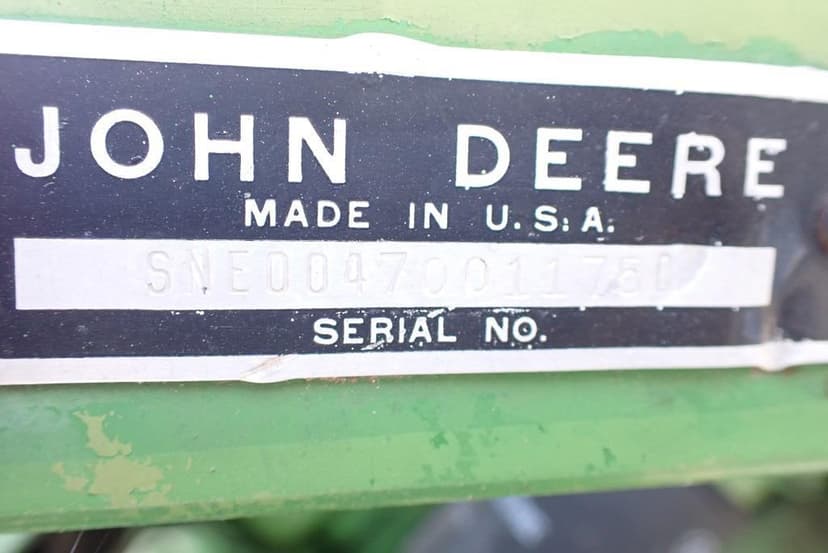 JOHN DEERE
MADE IN U.S.A.
SNE00470011750
SERIAL NO.